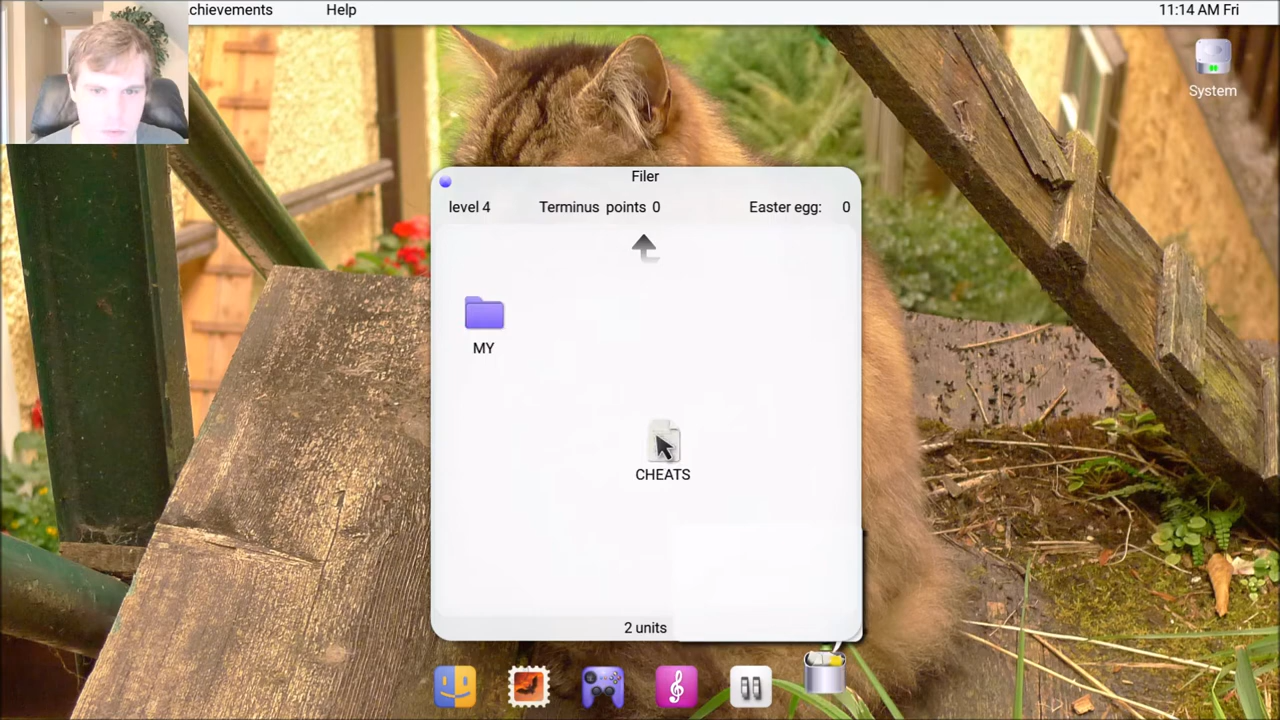 chievements Help 11:14 AM Fri
System
Filer
level 4 Terminus points 0 Easter egg: 0
MY
CHEATS
2 units